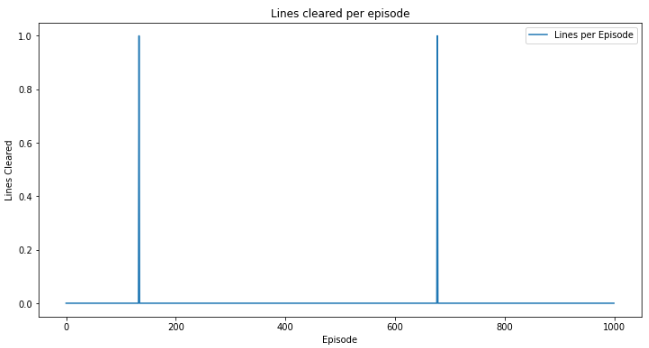 Lines cleared per episode
Lines per Episode
1.0
0.8
0.6
0.4
0.2
0.0
Lines Cleared
0 200 400 600 800 1000
Episode